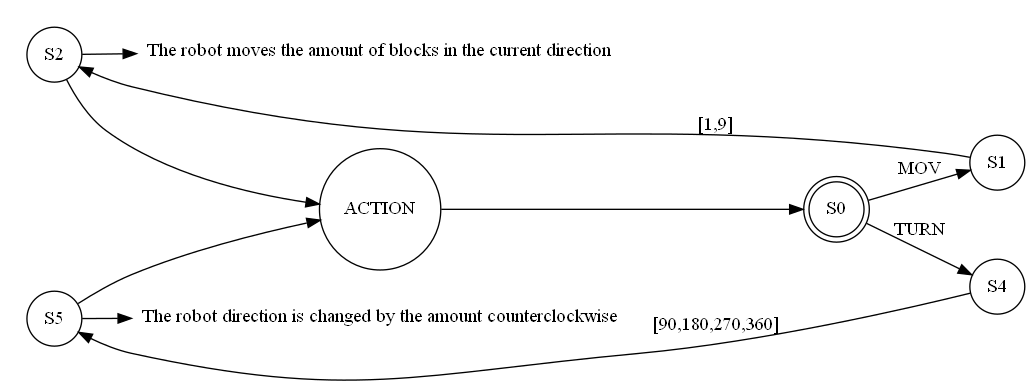 S2
The robot moves the amount of blocks in the current direction
[1,9]
S1
MOV
ACTION
S0
TURN
S4
S5
The robot direction is changed by the amount counterclockwise
[90,180,270,360]